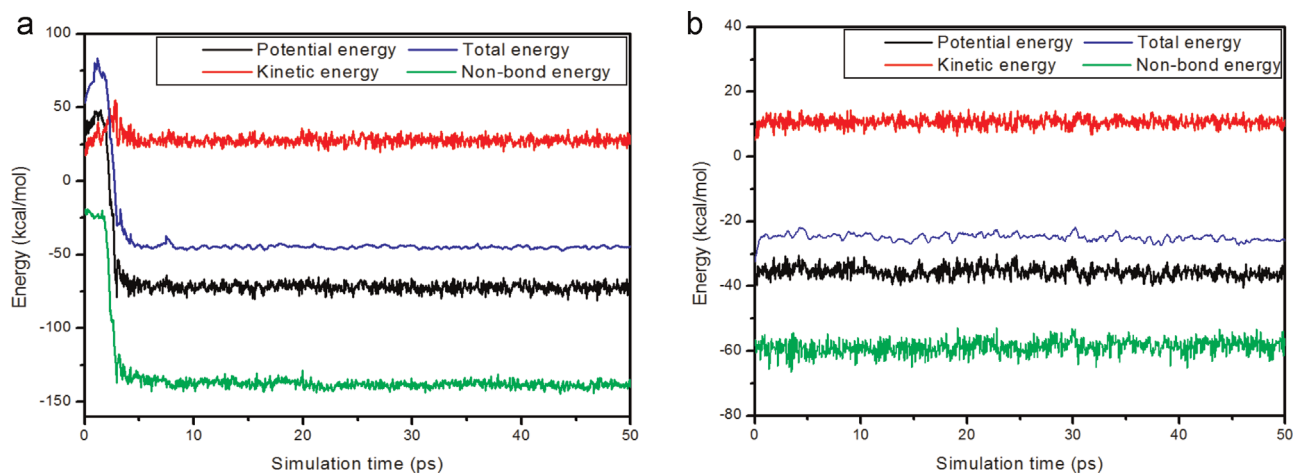 a
Potential energy
Total energy
Kinetic energy
Non-bond energy
Energy (kcal/mol)
100
50
0
-50
-100
-150
0
10
20
30
40
50
Simulation time (ps)
b
Potential energy
Total energy
Kinetic energy
Non-bond energy
Energy (kcal/mol)
40
20
0
-20
-40
-60
-80
0
10
20
30
40
50
Simulation time (ps)